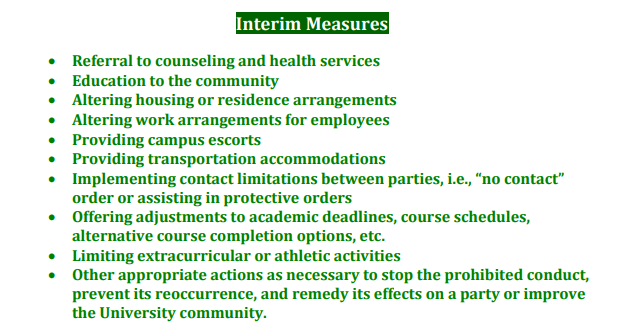 Interim Measures
• Referral to counseling and health services
• Education to the community
• Altering housing or residence arrangements
• Altering work arrangements for employees
• Providing campus escorts
• Providing transportation accommodations
• Implementing contact limitations between parties, i.e., “no contact”
order or assisting in protective orders
• Offering adjustments to academic deadlines, course schedules,
alternative course completion options, etc.
• Limiting extracurricular or athletic activities
• Other appropriate actions as necessary to stop the prohibited conduct,
prevent its reoccurrence, and remedy its effects on a party or improve
the University community.